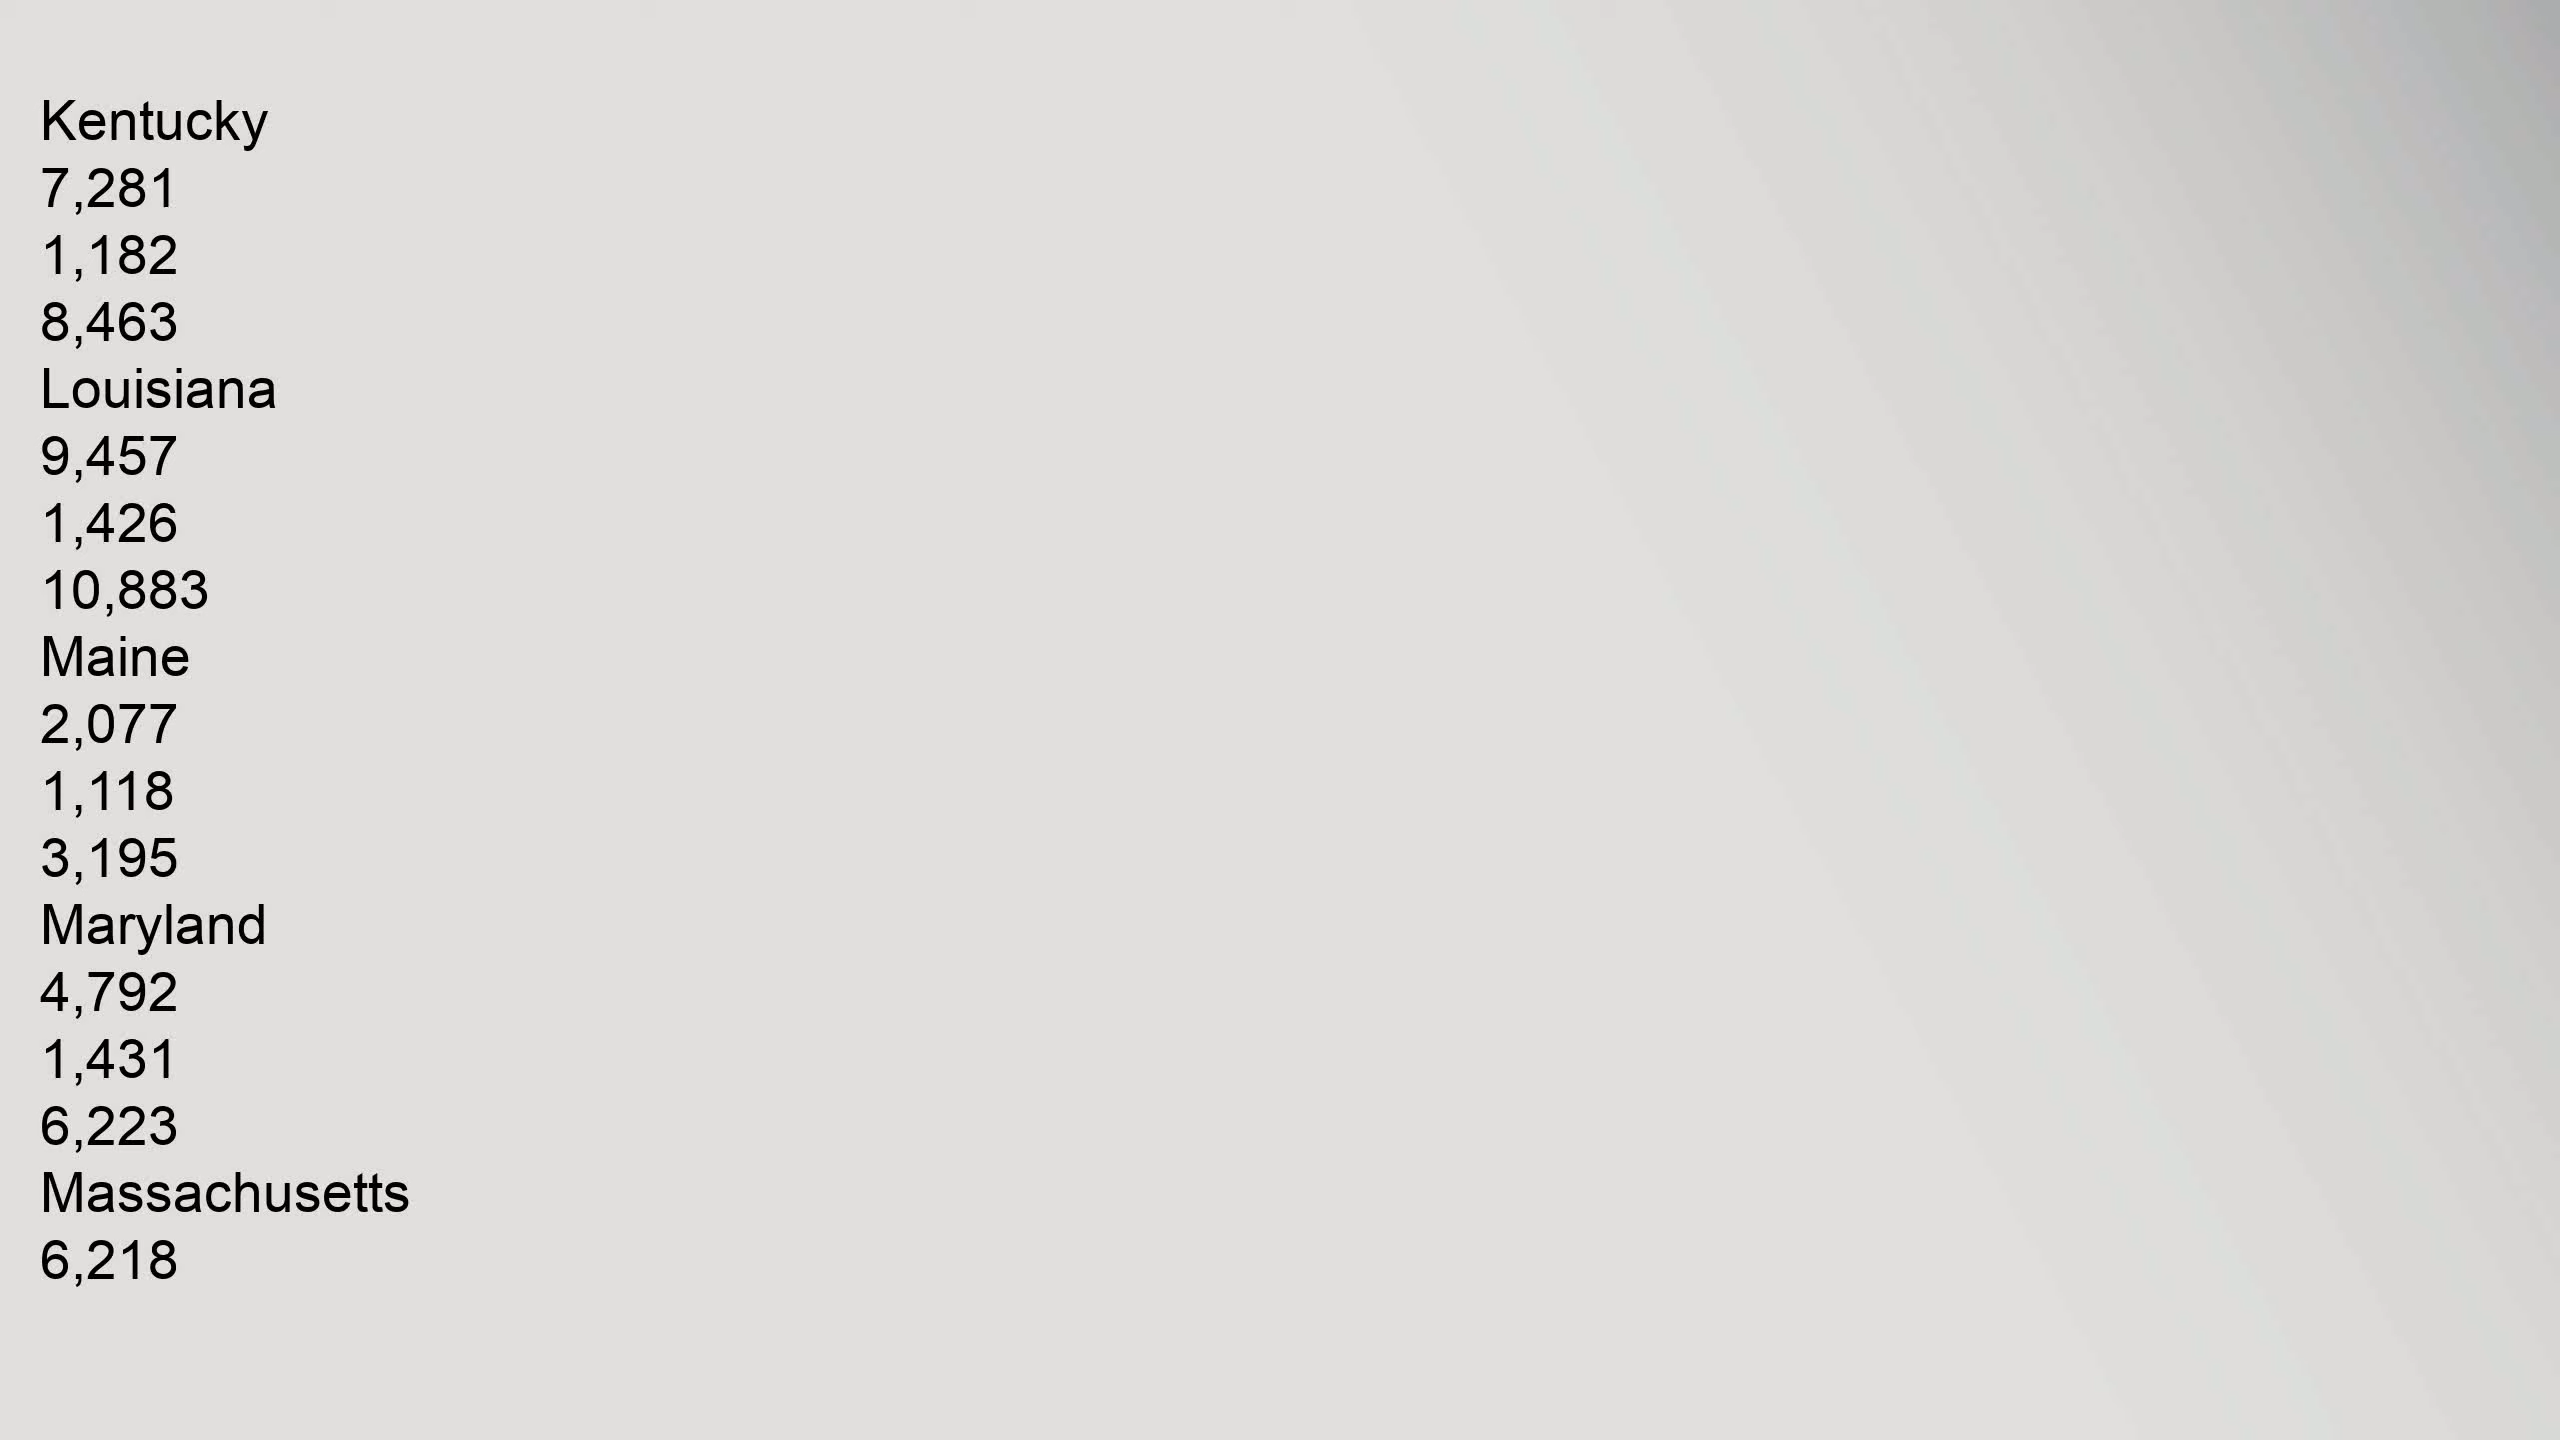 Kentucky
7,281
1,182
8,463
Louisiana
9,457
1,426
10,883
Maine
2,077
1,118
3,195
Maryland
4,792
1,431
6,223
Massachusetts
6,218